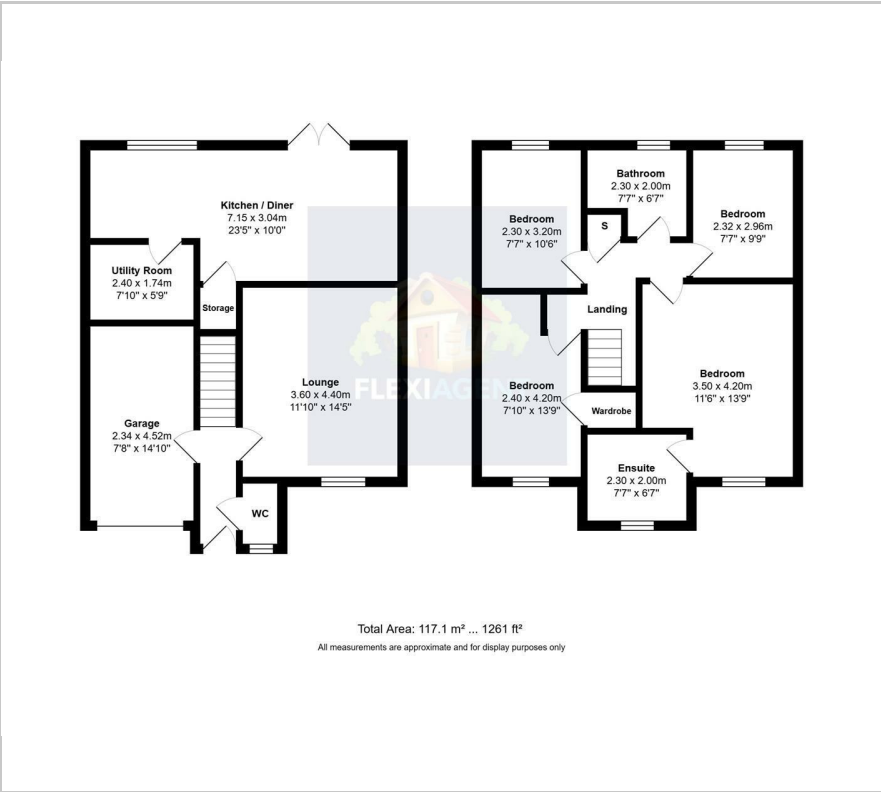 Kitchen / Diner
7.15 x 3.04m
23'5" x 10'0"
Utility Room
2.40 x 1.74m
7'10" x 5'9"
Storage
Lounge
3.60 x 4.40m
11'10" x 14'5"
Garage
2.34 x 4.52m
7'8" x 14'10"
WC
Bedroom
2.30 x 3.20m
7'7" x 10'6"
Bathroom
2.30 x 2.00m
7'7" x 6'7"
S
Bedroom
2.32 x 2.96m
7'7" x 9'9"
Landing
Bedroom
2.40 x 4.20m
7'10" x 13'9"
Wardrobe
Bedroom
3.50 x 4.20m
11'6" x 13'9"
Ensuite
2.30 x 2.00m
7'7" x 6'7"
FLEXIAGEN
Total Area: 117.1 m² ... 1261 ft²
All measurements are approximate and for display purposes only